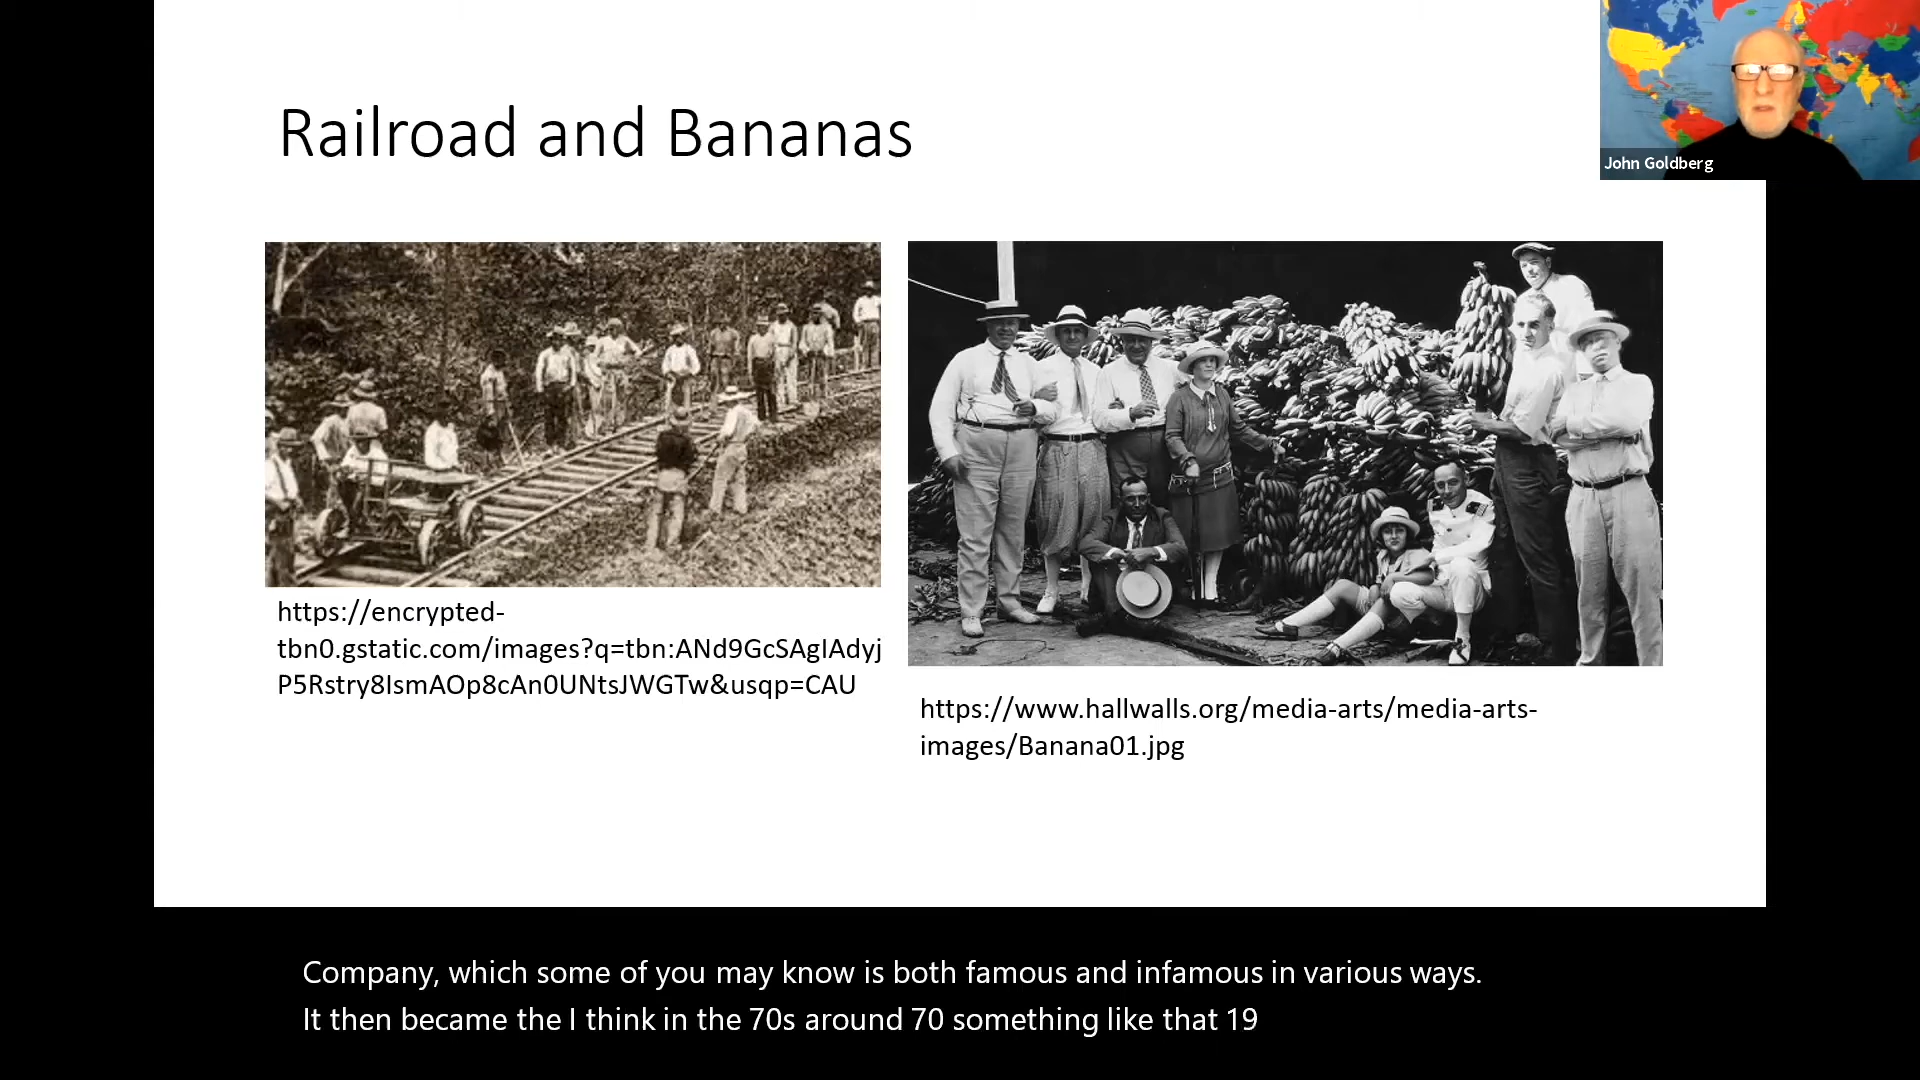 Railroad and Bananas
John Goldberg
https://encrypted-
tbn0.gstatic.com/images?q=tbn:ANd9GcSAgIAdyj
P5Rstry8IsmAOp8cAn0UNtsJWGTw&usqp=CAU
https://www.hallwalls.org/media-arts/media-arts-
images/Banana01.jpg
Company, which some of you may know is both famous and infamous in various ways.
It then became the I think in the 70s around 70 something like that 19